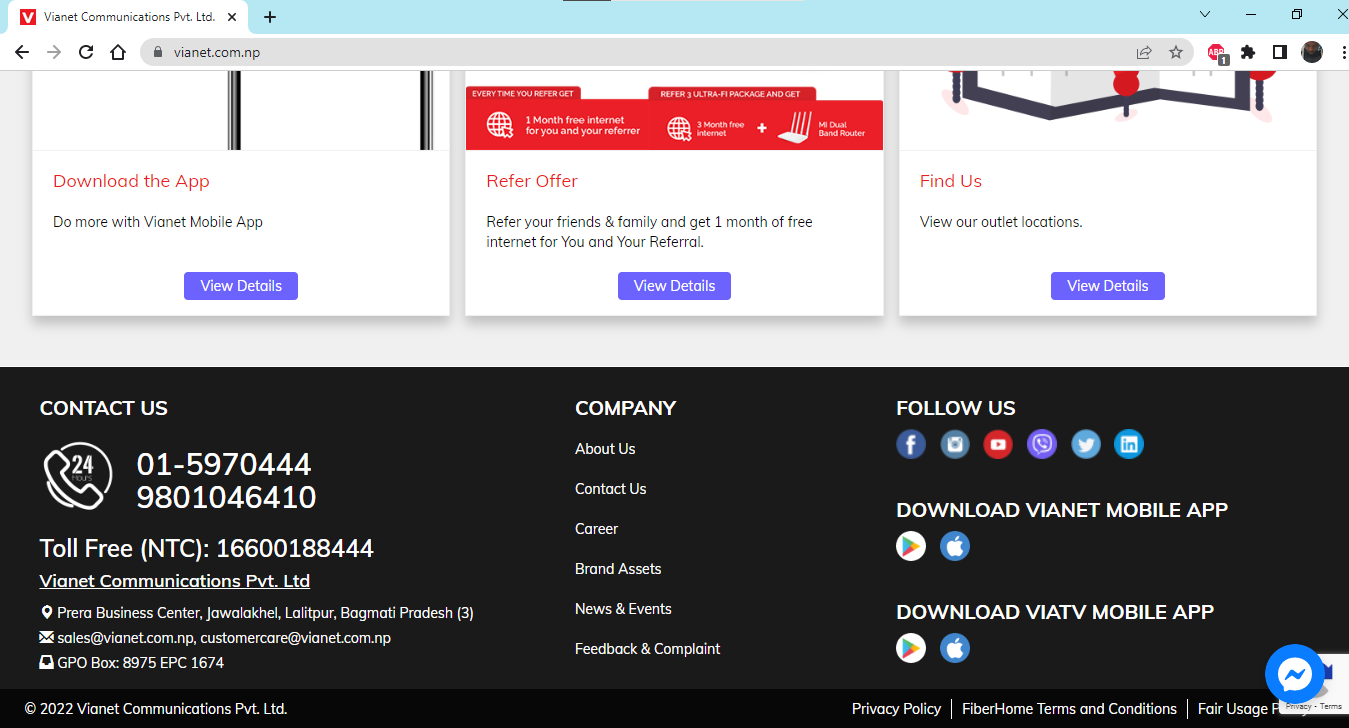 Vianet Communications Pvt. Ltd.
vianet.com.np
ABP
1
EVERY TIME YOU REFER GET
REFER 3 ULTRA-FI PACKAGE AND GET
1 Month free internet
for you and your referrer
3 Month free
internet
+
MI Dual
Band Router
Download the App
Do more with Vianet Mobile App
View Details
Refer Offer
Refer your friends & family and get 1 month of free
internet for You and Your Referral.
View Details
Find Us
View our outlet locations.
View Details
CONTACT US
24
HOURS
01-5970444
9801046410
Toll Free (NTC): 16600188444
Vianet Communications Pvt. Ltd
Prera Business Center, Jawalakhel, Lalitpur, Bagmati Pradesh (3)
sales@vianet.com.np, customercare@vianet.com.np
GPO Box: 8975 EPC 1674
COMPANY
About Us
Contact Us
Career
Brand Assets
News & Events
Feedback & Complaint
FOLLOW US
DOWNLOAD VIANET MOBILE APP
DOWNLOAD VIATV MOBILE APP
© 2022 Vianet Communications Pvt. Ltd.
Privacy Policy
FiberHome Terms and Conditions
Fair Usage
Privacy - Terms